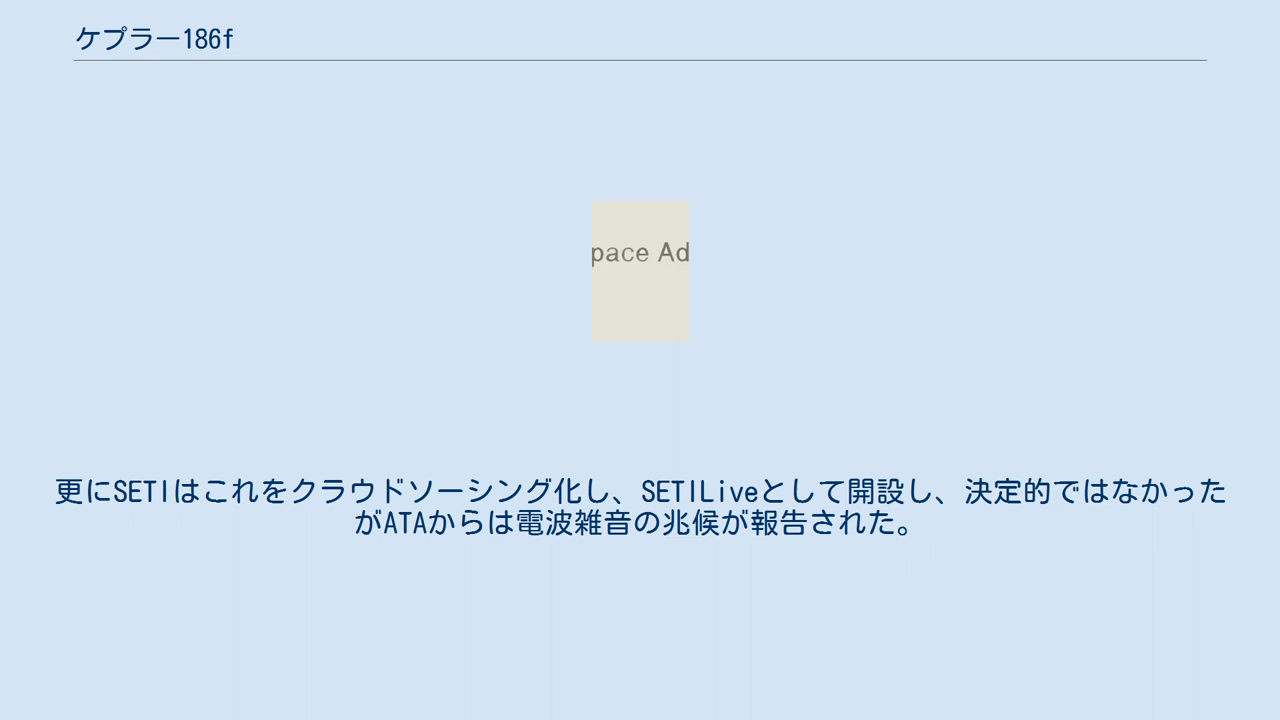 ケプラー186f
pace Ad
更にSETIはこれをクラウドソーシング化し、SETILiveとして開設し、決定的ではなかった
がATAからは電波雑音の兆候が報告された。